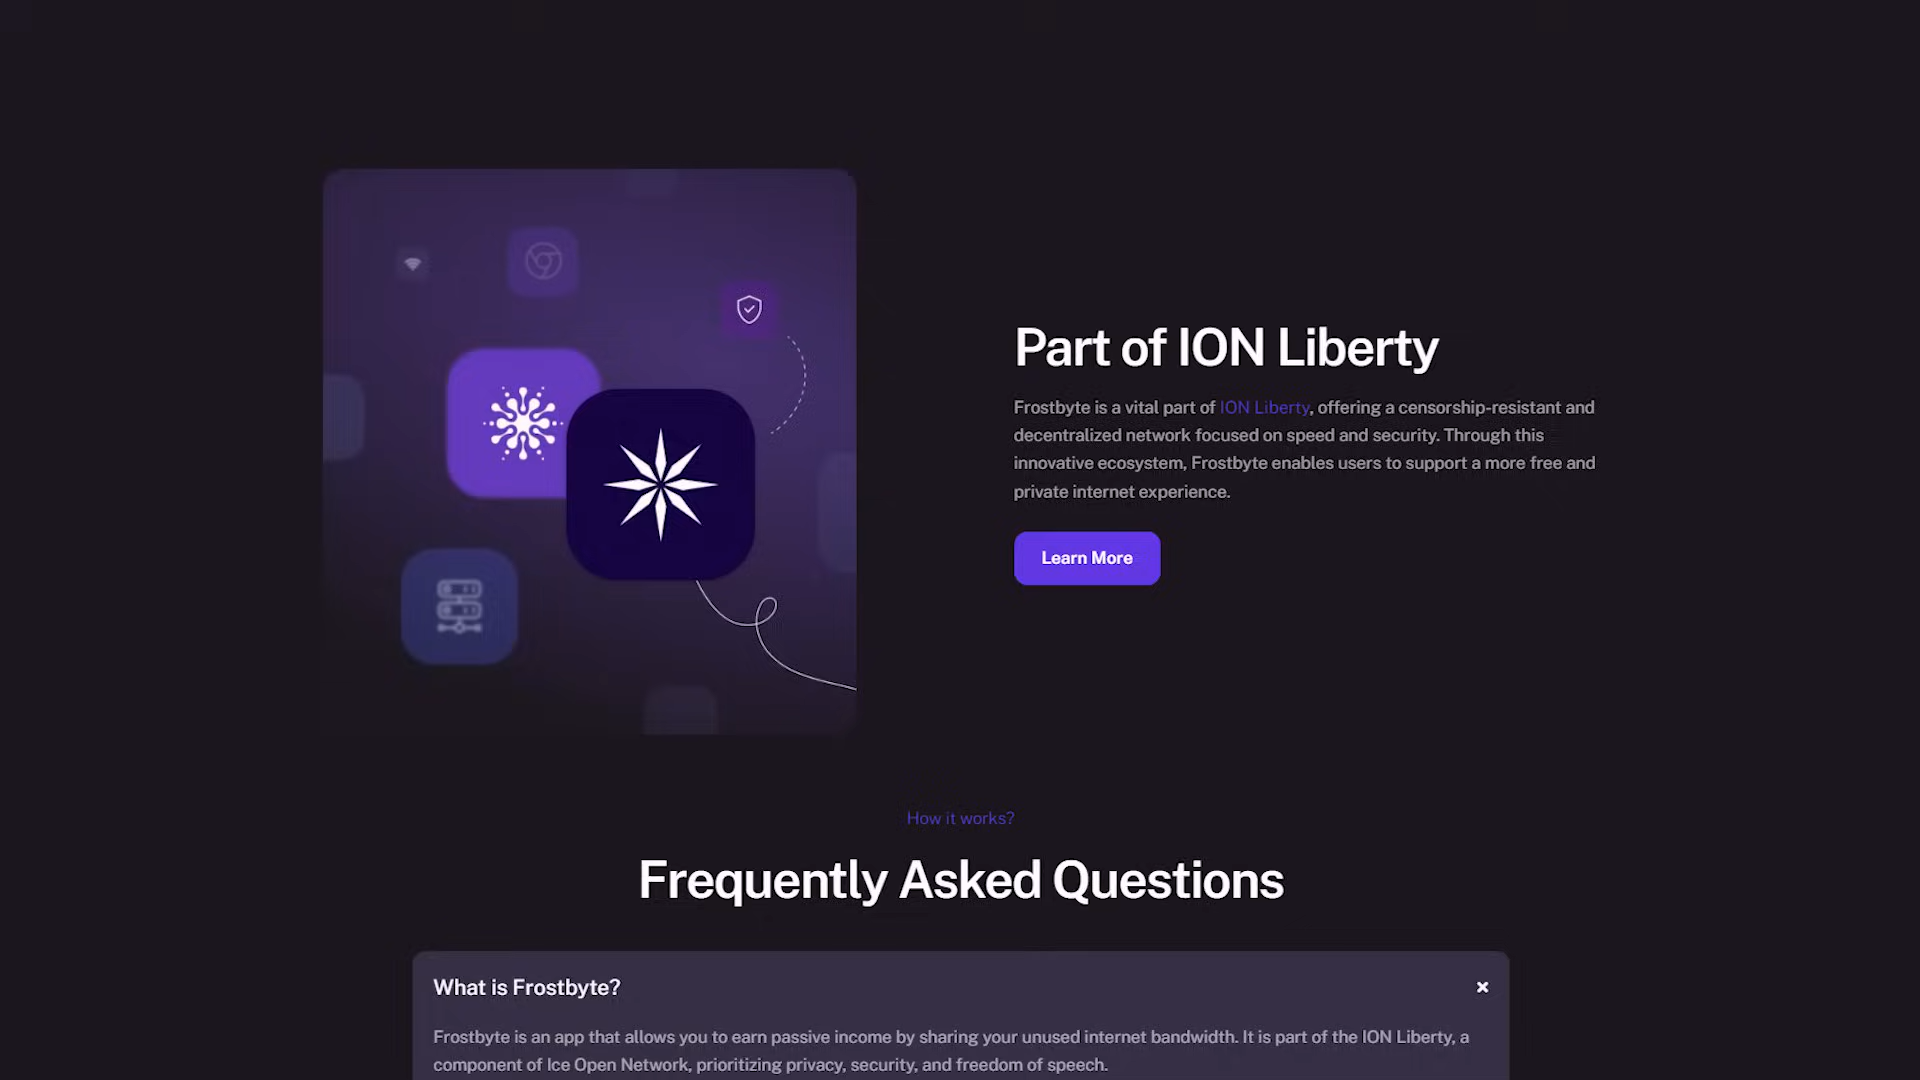 Part of ION Liberty
Frostbyte is a vital part of ION Liberty, offering a censorship-resistant and
decentralized network focused on speed and security. Through this
innovative ecosystem, Frostbyte enables users to support a more free and
private internet experience.
Learn More
How it works?
Frequently Asked Questions
What is Frostbyte?
Frostbyte is an app that allows you to earn passive income by sharing your unused internet bandwidth. It is part of the ION Liberty, a
component of Ice Open Network, prioritizing privacy, security, and freedom of speech.